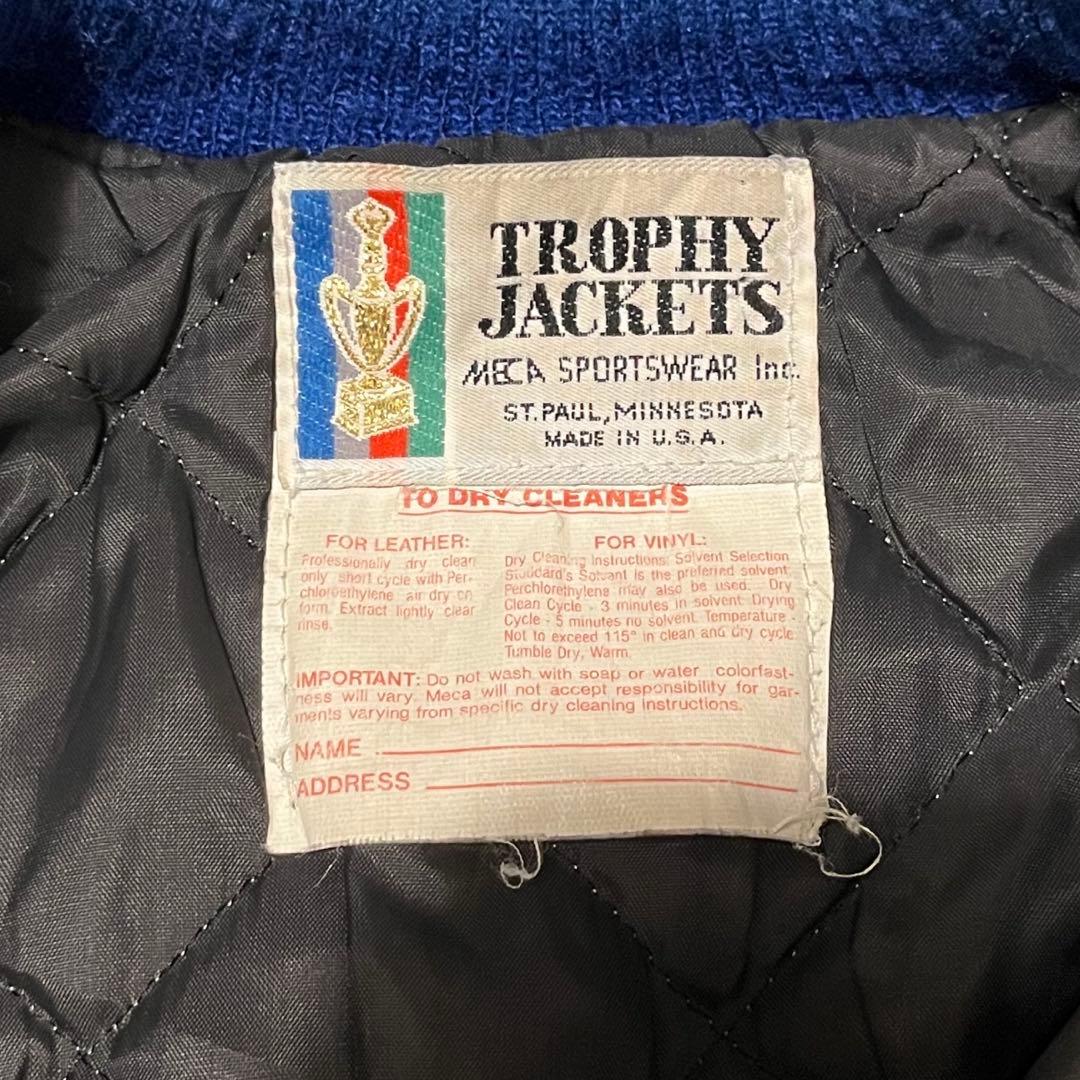 TROPHY
JACKETS
MECA SPORTSWEAR Inc.
ST. PAUL, MINNESOTA
MADE IN U.S.A.
TO DRY CLEANERS
FOR LEATHER:
Professionally dry clean
only short cycle with Per-
chloroethylene air dry on
form. Extract lightly clear
rinse.
FOR VINYL:
Dry Cleaning Instructions: Solvent Selection
Stoddard's Solvent is the preferred solvent
Perchlorethylene may also be used. Dry
Clean Cycle - 3 minutes in solvent. Drying
Cycle - 5 minutes no solvent. Temperature -
Not to exceed 115° in clean and dry cycle
Tumble Dry, Warm.
IMPORTANT: Do not wash with soap or water colorfast-
ness will vary. Meca will not accept responsibility for gar-
ments varying from specific dry cleaning instructions.
NAME
ADDRESS